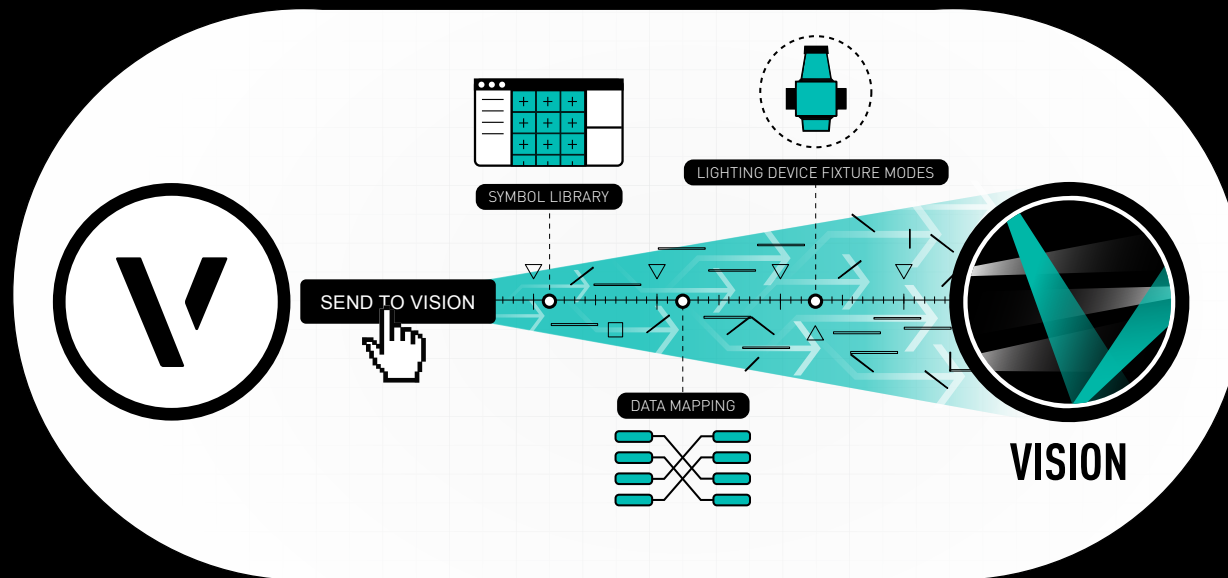 LIGHTING DEVICE FIXTURE MODES
SYMBOL LIBRARY
SEND TO VISION
DATA MAPPING
VISION